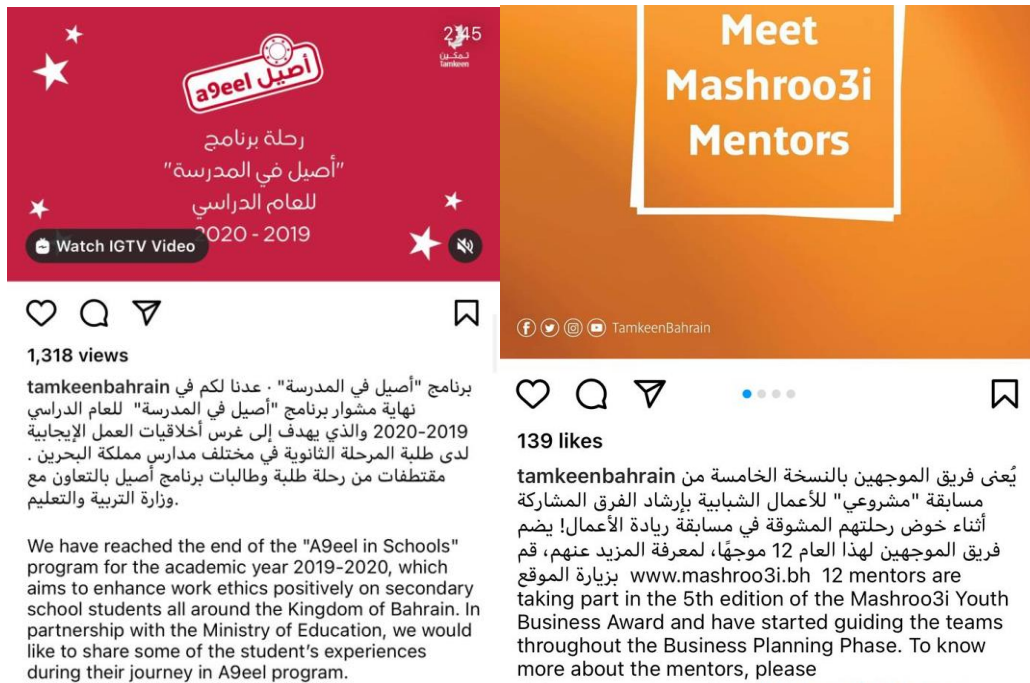 2:45
تمكين
Tamkeen
a9eel أصيل
رحلة برنامج
"أصيل في المدرسة"
للعام الدراسي
2020 - 2019
Watch IGTV Video
1,318 views
tamkeenbahrain برنامج "أصيل في المدرسة" · عدنا لكم في
نهاية مشوار برنامج "أصيل في المدرسة" للعام الدراسي
2019-2020 والذي يهدف إلى غرس أخلاقيات العمل الإيجابية
لدى طلبة المرحلة الثانوية في مختلف مدارس مملكة البحرين .
مقتطفات من رحلة طلبة وطالبات برنامج أصيل بالتعاون مع
وزارة التربية والتعليم.
We have reached the end of the "A9eel in Schools"
program for the academic year 2019-2020, which
aims to enhance work ethics positively on secondary
school students all around the Kingdom of Bahrain. In
partnership with the Ministry of Education, we would
like to share some of the student's experiences
during their journey in A9eel program.
Meet
Mashroo3i
Mentors
TamkeenBahrain
139 likes
tamkeenbahrain يُعنى فريق الموجهين بالنسخة الخامسة من
مسابقة "مشروعي" للأعمال الشبابية بإرشاد الفرق المشاركة
أثناء خوض رحلتهم المشوقة في مسابقة ريادة الأعمال! يضم
فريق الموجهين لهذا العام 12 موجهًا، لمعرفة المزيد عنهم، قم
بزيارة الموقع www.mashroo3i.bh 12 mentors are
taking part in the 5th edition of the Mashroo3i Youth
Business Award and have started guiding the teams
throughout the Business Planning Phase. To know
more about the mentors, please